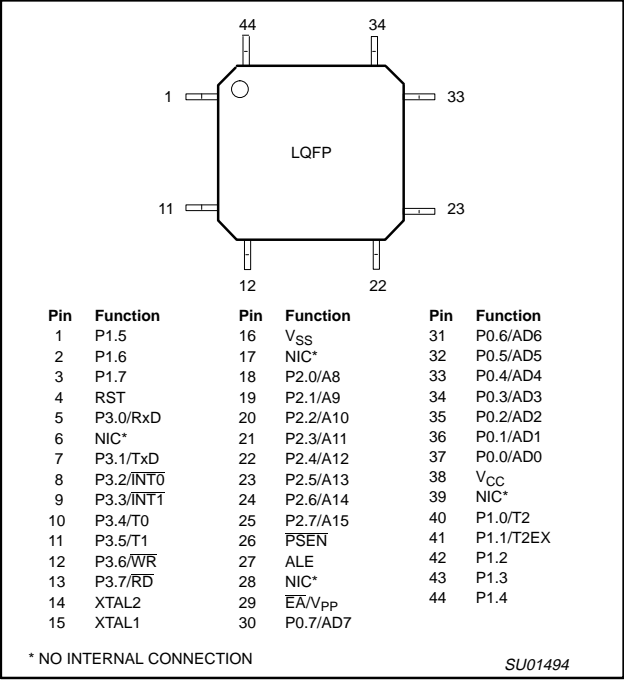 44 34
1 33
LQFP
11 23
12 22
Pin Function Pin Function Pin Function
1 P1.5 16 VSS 31 P0.6/AD6
2 P1.6 17 NIC* 32 P0.5/AD5
3 P1.7 18 P2.0/A8 33 P0.4/AD4
4 RST 19 P2.1/A9 34 P0.3/AD3
5 P3.0/RxD 20 P2.2/A10 35 P0.2/AD2
6 NIC* 21 P2.3/A11 36 P0.1/AD1
7 P3.1/TxD 22 P2.4/A12 37 P0.0/AD0
8 P3.2/I̅N̅T̅0̅ 23 P2.5/A13 38 VCC
9 P3.3/I̅N̅T̅1̅ 24 P2.6/A14 39 NIC*
10 P3.4/T0 25 P2.7/A15 40 P1.0/T2
11 P3.5/T1 26 P̅S̅E̅N̅ 41 P1.1/T2EX
12 P3.6/W̅R̅ 27 ALE 42 P1.2
13 P3.7/R̅D̅ 28 NIC* 43 P1.3
14 XTAL2 29 E̅A̅/VPP 44 P1.4
15 XTAL1 30 P0.7/AD7
* NO INTERNAL CONNECTION
SU01494